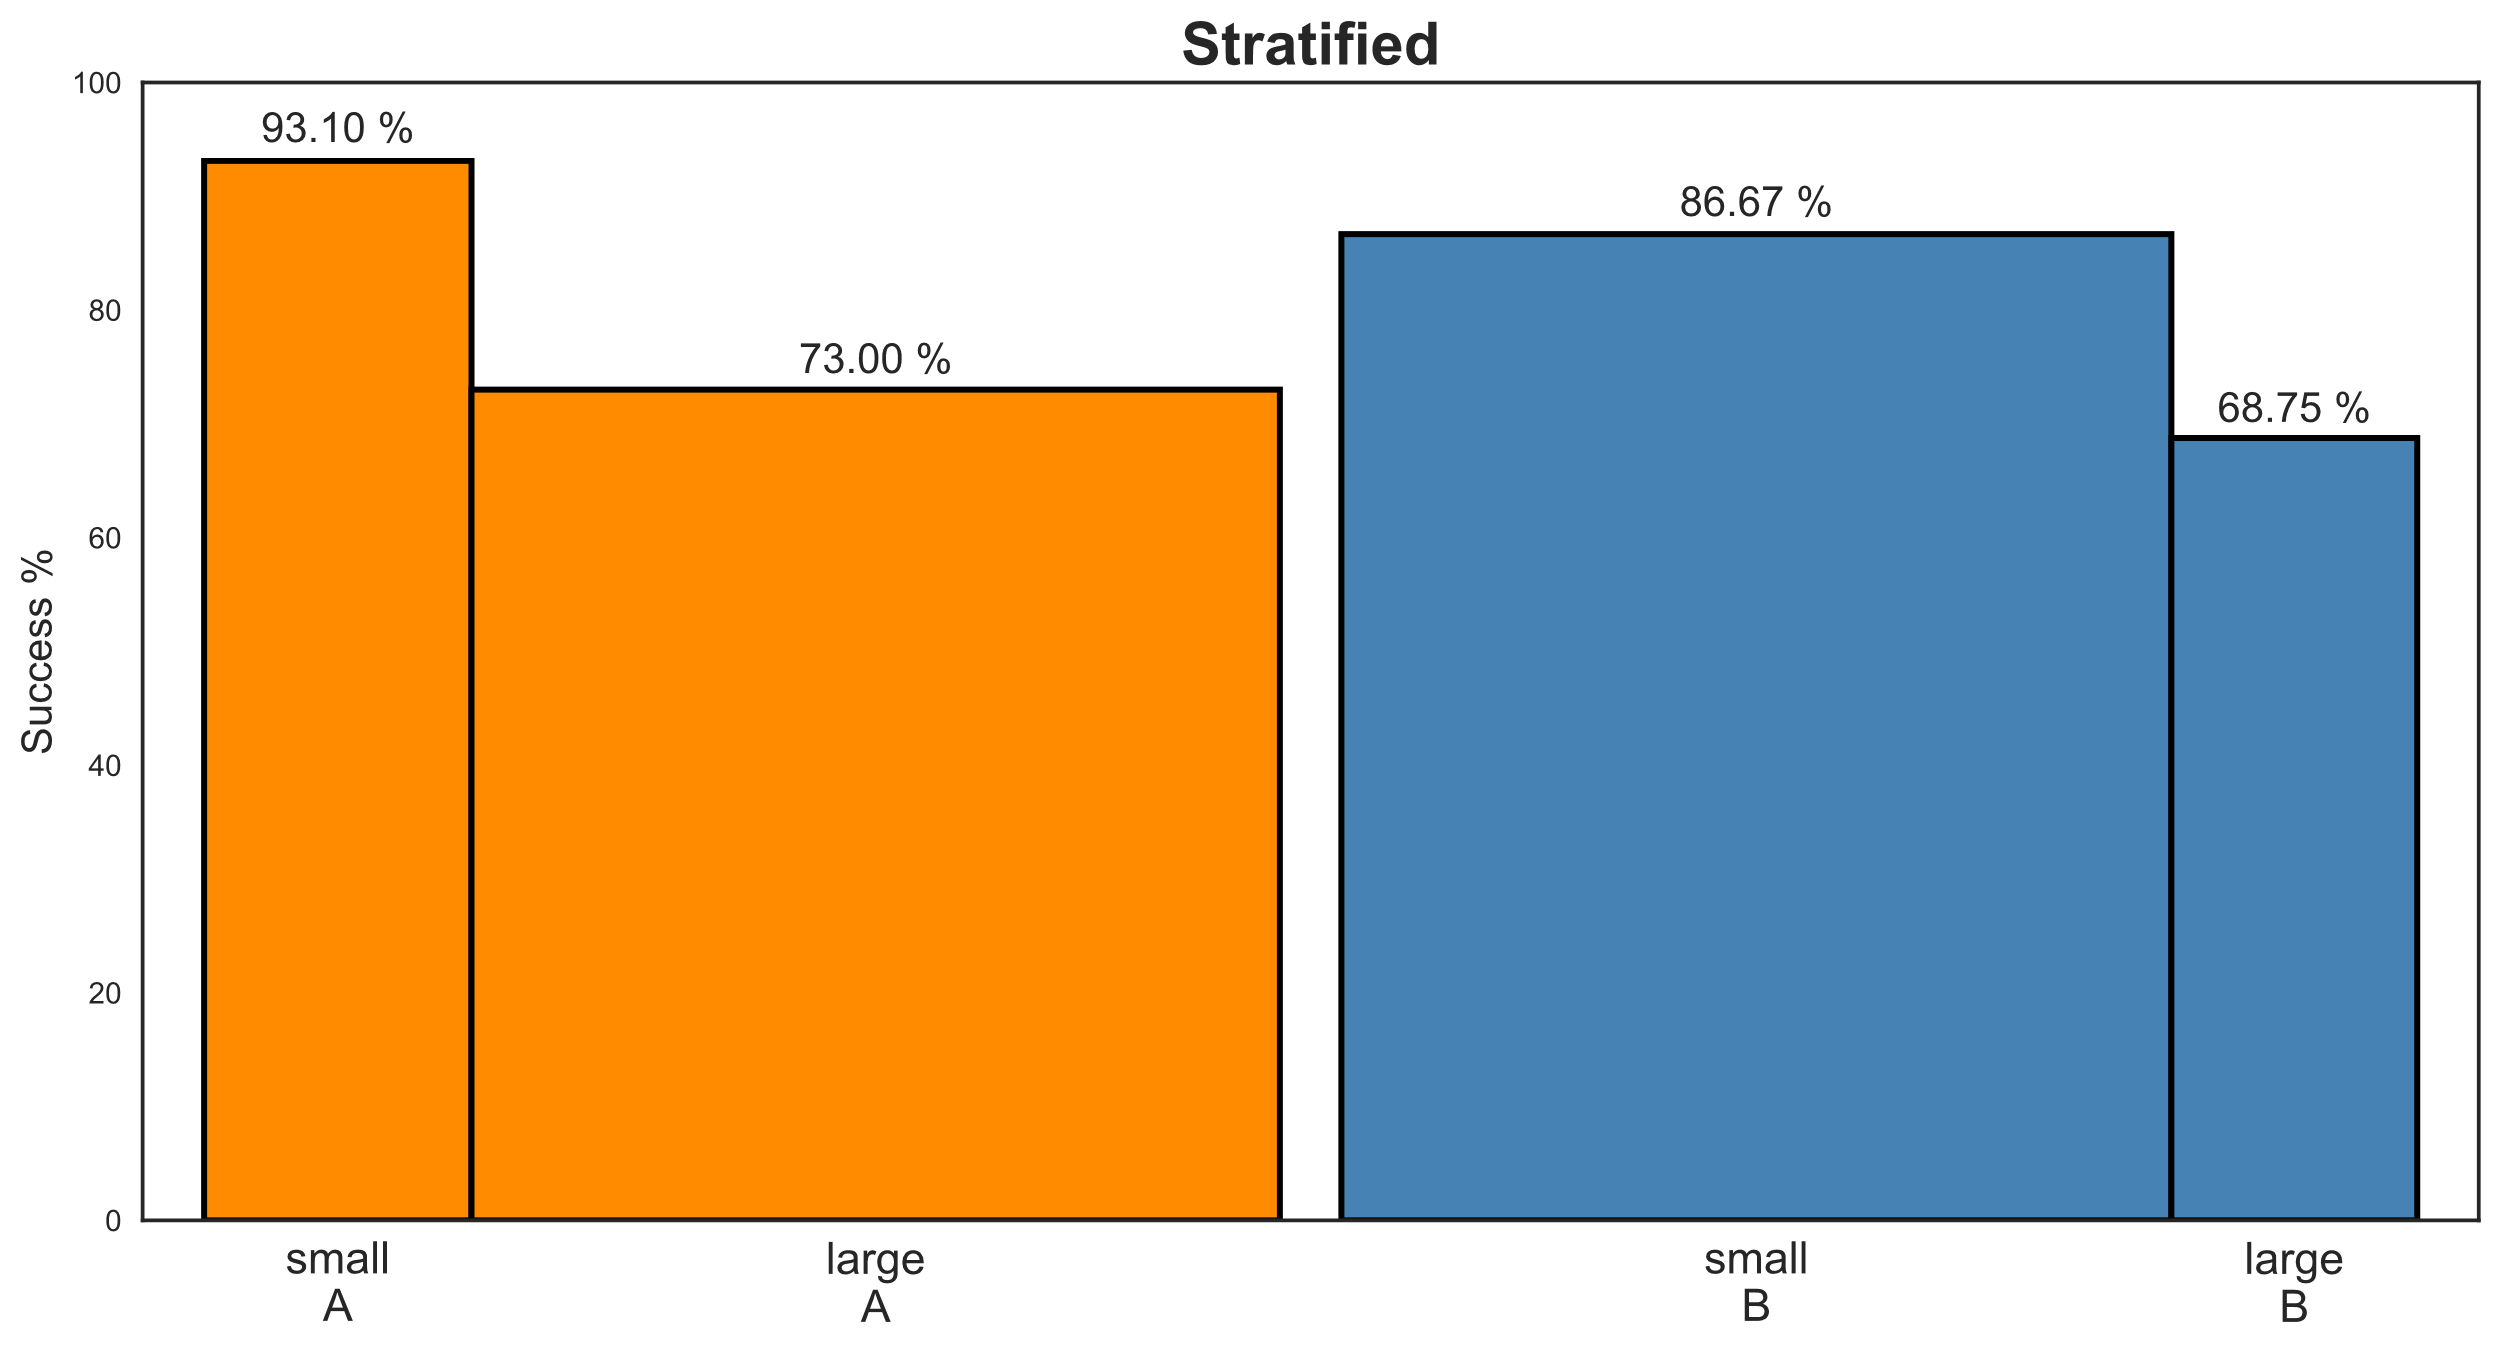 Stratified
Success %
100
80
60
40
20
0
93.10 %
73.00 %
86.67 %
68.75 %
small
A
large
A
small
B
large
B